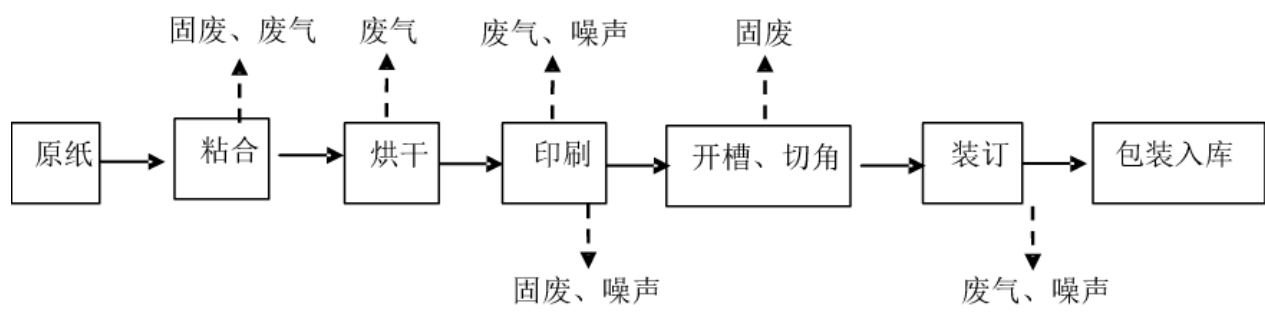 固废、废气 废气 废气、噪声 固废
原纸 粘合 烘干 印刷 开槽、切角 装订 包装入库
固废、噪声 废气、噪声